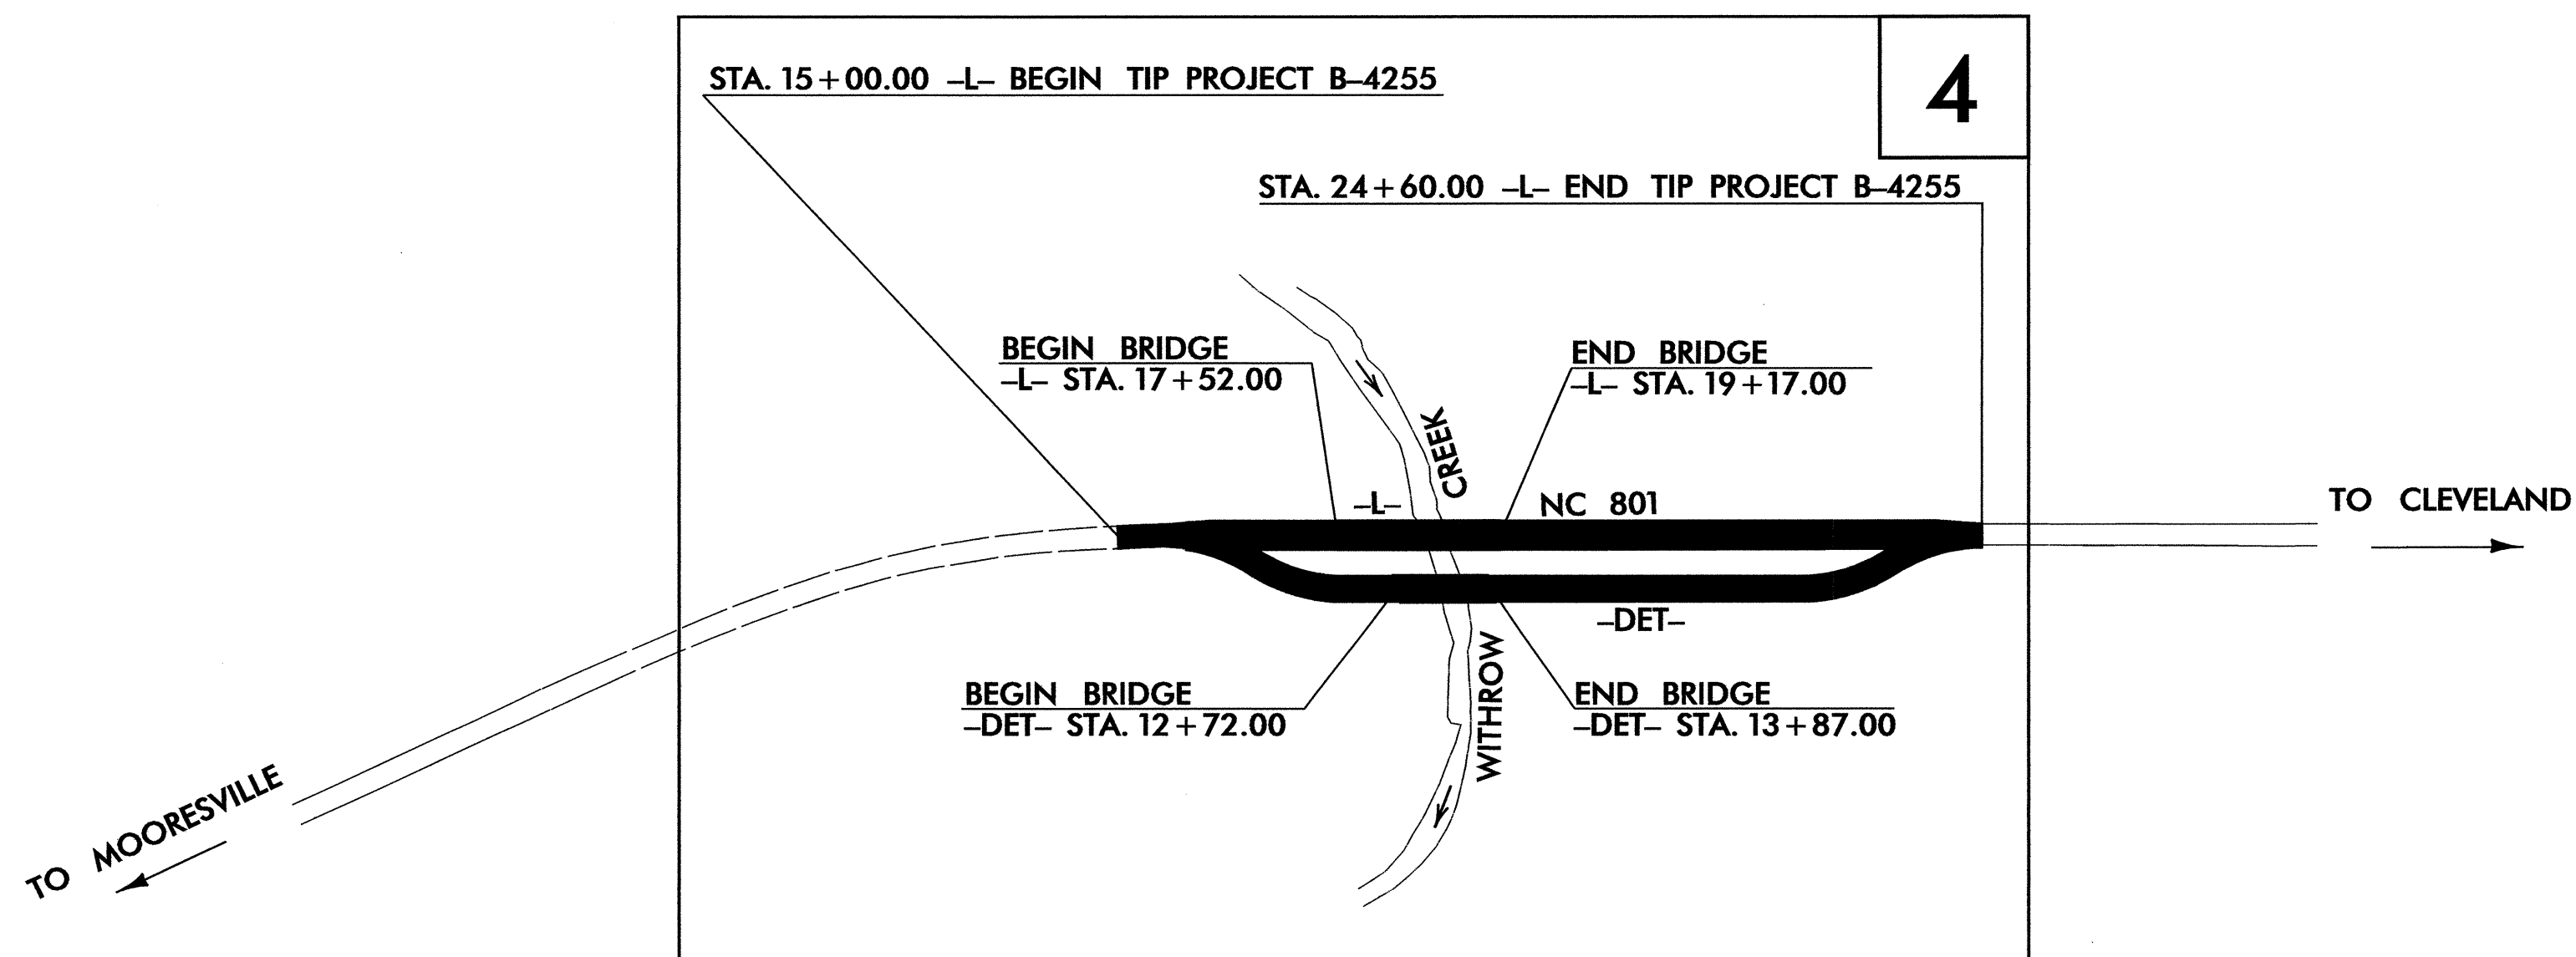 STA. 15+00.00 –L– BEGIN TIP PROJECT B–4255
4
STA. 24+60.00 –L– END TIP PROJECT B–4255
BEGIN BRIDGE
–L– STA. 17+52.00
END BRIDGE
–L– STA. 19+17.00
CREEK
–L–
NC 801
TO CLEVELAND
–DET–
WITHROW
BEGIN BRIDGE
–DET– STA. 12+72.00
END BRIDGE
–DET– STA. 13+87.00
TO MOORESVILLE